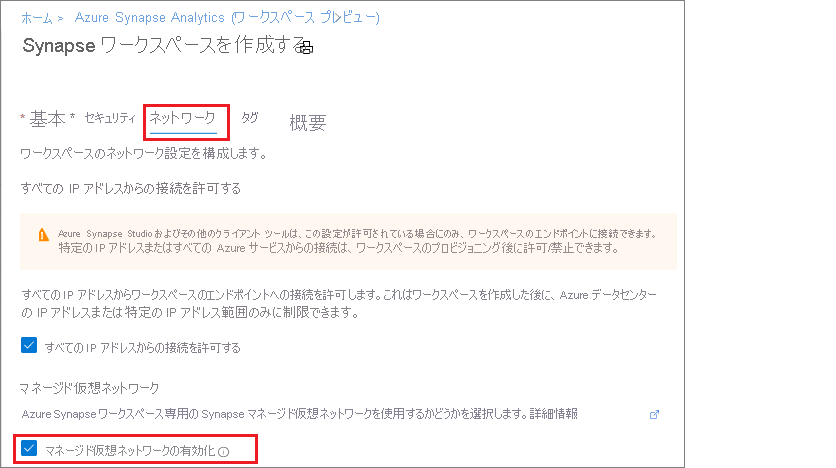 ホーム > Azure Synapse Analytics (ワークスペース プレビュー)
Synapse ワークスペースを作成する
* 基本 * セキュリティ ネットワーク タグ 概要
ワークスペースのネットワーク設定を構成します。
すべての IP アドレスからの接続を許可する
Azure Synapse Studioおよびその他のクライアント ツールは、この設定が許可されている場合にのみ、ワークスペースのエンドポイントに接続できます。
特定のIP アドレスまたはすべての Azure サービスからの接続は、ワークスペースのプロビジョニング後に許可/禁止できます。
すべてのIP アドレスからワークスペースのエンドポイントへの接続を許可します。これはワークスペースを作成した後に、Azure データセンター
の IP アドレスまたは特定の IP アドレス範囲のみに制限できます。
すべてのIP アドレスからの接続を許可する
マネージド仮想ネットワーク
Azure Synapse ワークスペース専用の Synapse マネージド仮想ネットワークを使用するかどうかを選択します。詳細情報
マネージド仮想ネットワークの有効化